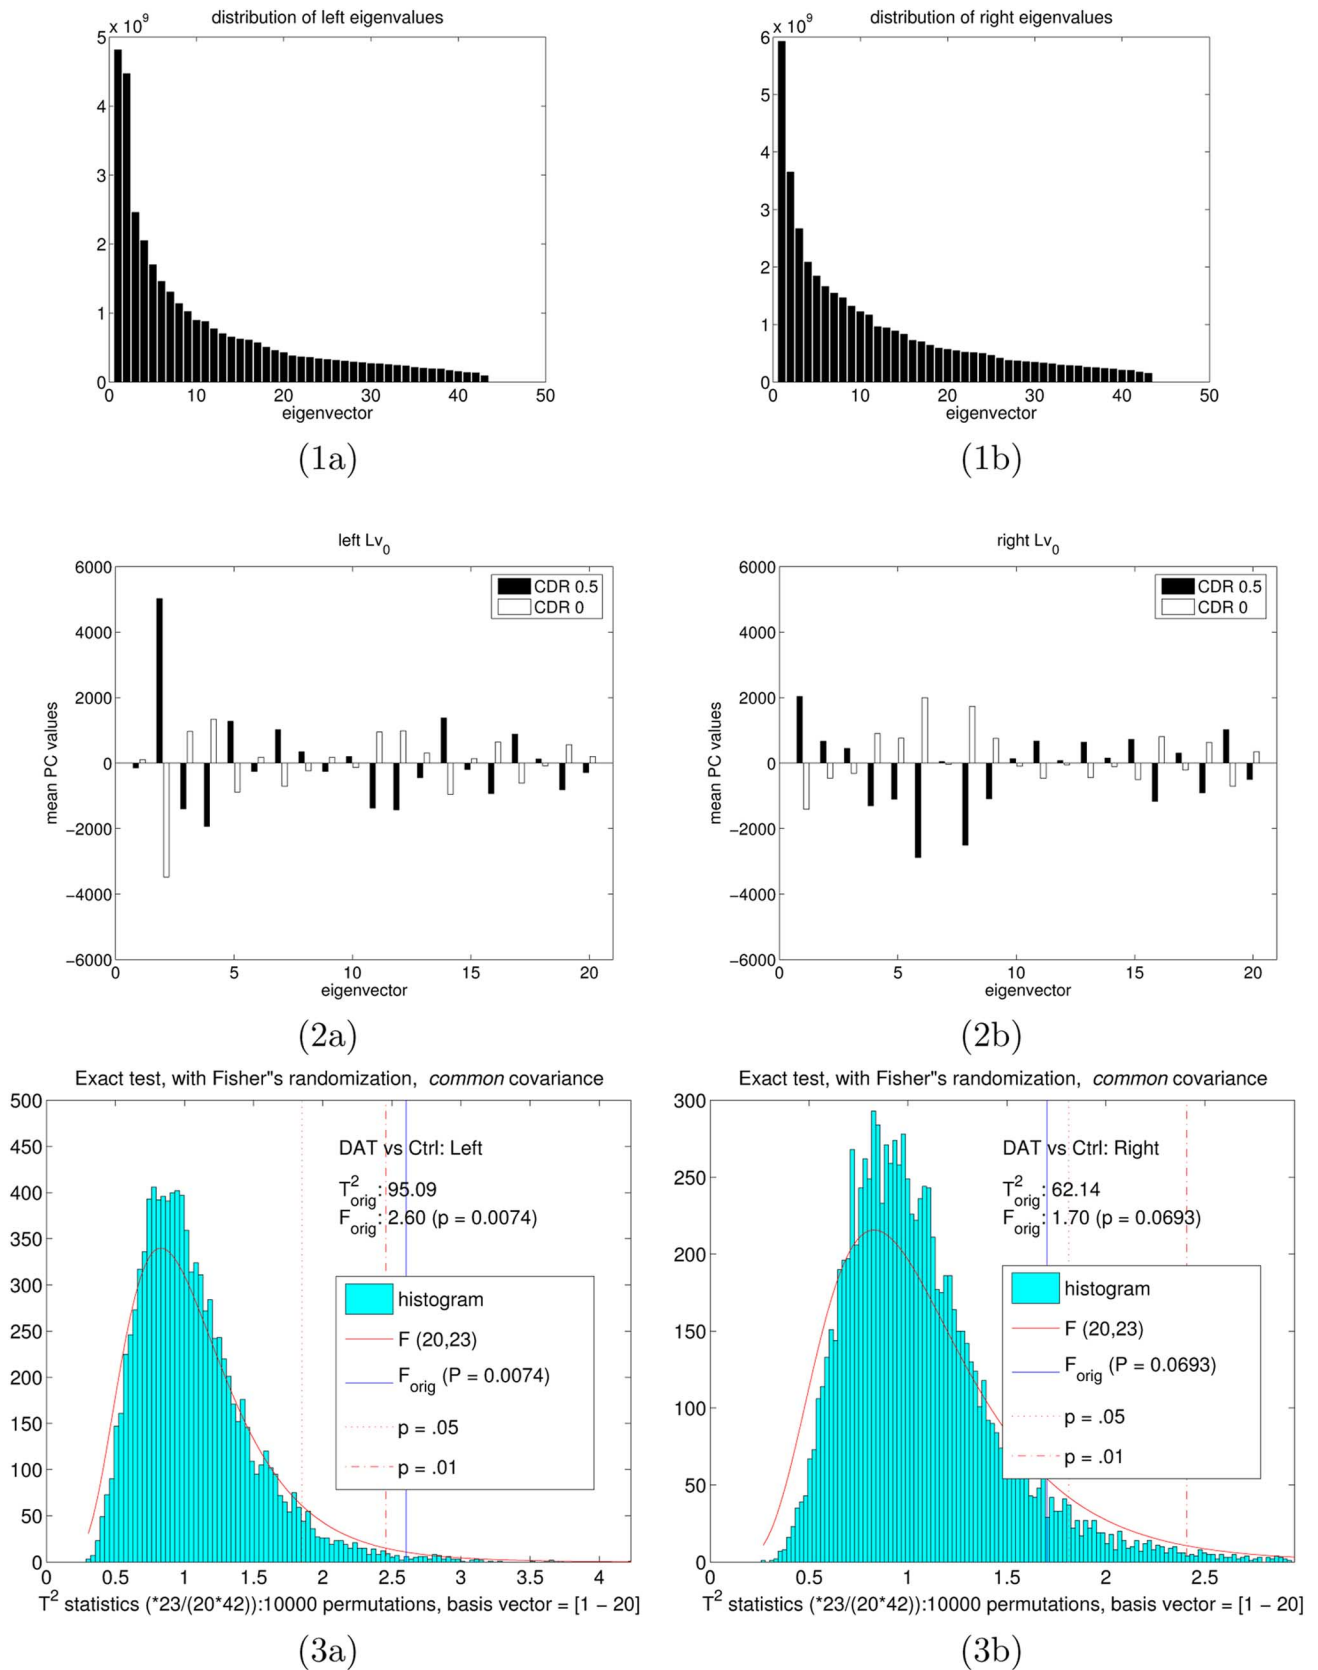 distribution of left eigenvalues
x 10^9
5
4
3
2
1
0
0 10 20 30 40 50
eigenvector
(1a)
distribution of right eigenvalues
x 10^9
6
5
4
3
2
1
0
0 10 20 30 40 50
eigenvector
(1b)
left Lv_0
6000
4000
2000
0
−2000
−4000
−6000
mean PC values
CDR 0.5
CDR 0
0 5 10 15 20
eigenvector
(2a)
right Lv_0
6000
4000
2000
0
−2000
−4000
−6000
mean PC values
CDR 0.5
CDR 0
0 5 10 15 20
eigenvector
(2b)
Exact test, with Fisher"s randomization, common covariance
500
450
400
350
300
250
200
150
100
50
0
DAT vs Ctrl: Left
T^2_orig: 95.09
F_orig: 2.60 (p = 0.0074)
histogram
F (20,23)
F_orig (P = 0.0074)
p = .05
p = .01
0 0.5 1 1.5 2 2.5 3 3.5 4
T^2 statistics (*23/(20*42)):10000 permutations, basis vector = [1 − 20]
(3a)
Exact test, with Fisher"s randomization, common covariance
300
250
200
150
100
50
0
DAT vs Ctrl: Right
T^2_orig: 62.14
F_orig: 1.70 (p = 0.0693)
histogram
F (20,23)
F_orig (P = 0.0693)
p = .05
p = .01
0 0.5 1 1.5 2 2.5
T^2 statistics (*23/(20*42)):10000 permutations, basis vector = [1 − 20]
(3b)